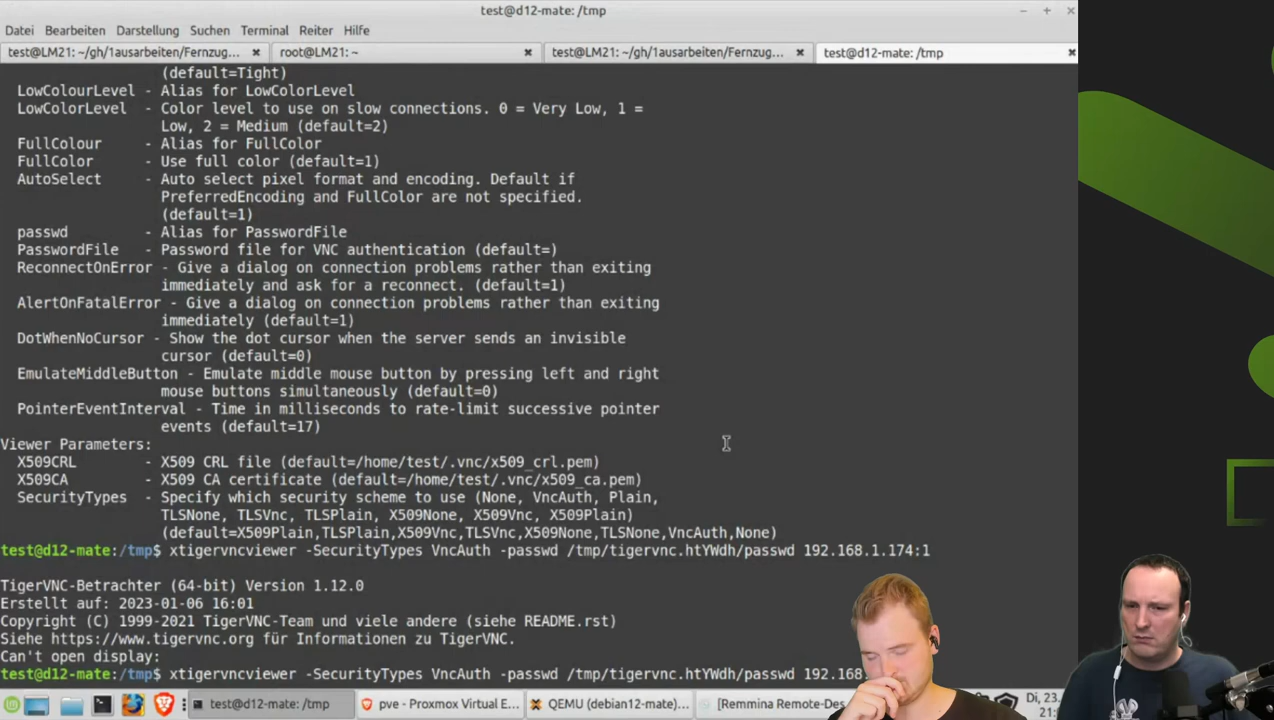 test@d12-mate: /tmp
Datei Bearbeiten Darstellung Suchen Terminal Reiter Hilfe
test@LM21: ~/gh/1ausarbeiten/Fernzug... × root@LM21: ~ × test@LM21: ~/gh/1ausarbeiten/Fernzug... × test@d12-mate: /tmp ×
(default=Tight)
LowColourLevel - Alias for LowColorLevel
LowColorLevel - Color level to use on slow connections. 0 = Very Low, 1 =
Low, 2 = Medium (default=2)
FullColour - Alias for FullColor
FullColor - Use full color (default=1)
AutoSelect - Auto select pixel format and encoding. Default if
PreferredEncoding and FullColor are not specified.
(default=1)
passwd - Alias for PasswordFile
PasswordFile - Password file for VNC authentication (default=)
ReconnectOnError - Give a dialog on connection problems rather than exiting
immediately and ask for a reconnect. (default=1)
AlertOnFatalError - Give a dialog on connection problems rather than exiting
immediately (default=1)
DotWhenNoCursor - Show the dot cursor when the server sends an invisible
cursor (default=0)
EmulateMiddleButton - Emulate middle mouse button by pressing left and right
mouse buttons simultaneously (default=0)
PointerEventInterval - Time in milliseconds to rate-limit successive pointer
events (default=17)
Viewer Parameters:
X509CRL - X509 CRL file (default=/home/test/.vnc/x509_crl.pem)
X509CA - X509 CA certificate (default=/home/test/.vnc/x509_ca.pem)
SecurityTypes - Specify which security scheme to use (None, VncAuth, Plain,
TLSNone, TLSVnc, TLSPlain, X509None, X509Vnc, X509Plain)
(default=X509Plain,TLSPlain,X509Vnc,TLSVnc,X509None,TLSNone,VncAuth,None)
test@d12-mate:/tmp$ xtigervncviewer -SecurityTypes VncAuth -passwd /tmp/tigervnc.htYWdh/passwd 192.168.1.174:1
TigerVNC-Betrachter (64-bit) Version 1.12.0
Erstellt auf: 2023-01-06 16:01
Copyright (C) 1999-2021 TigerVNC-Team und viele andere (siehe README.rst)
Siehe https://www.tigervnc.org für Informationen zu TigerVNC.
Can't open display:
test@d12-mate:/tmp$ xtigervncviewer -SecurityTypes VncAuth -passwd /tmp/tigervnc.htYWdh/passwd 192.168.
test@d12-mate: /tmp pve - Proxmox Virtual E... QEMU (debian12-mate)... [Remmina Remote-Des... Di, 23.